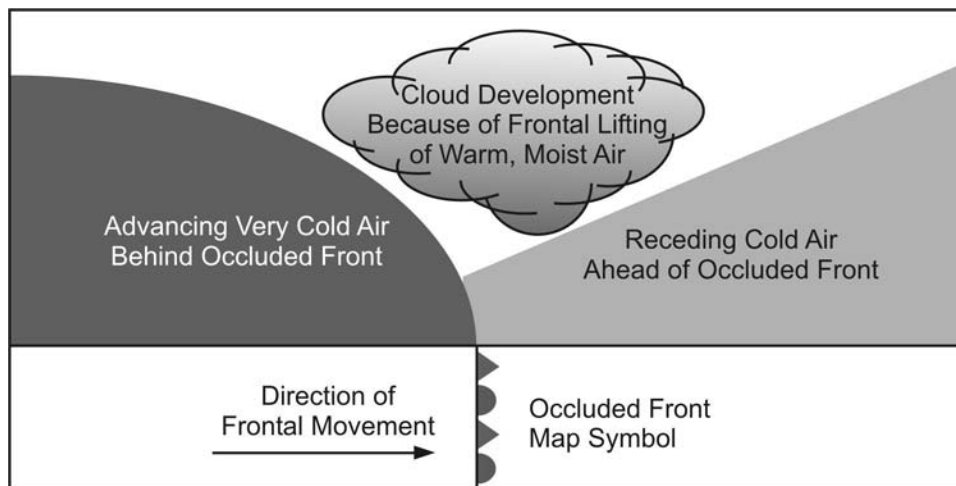 Cloud Development
Because of Frontal Lifting
of Warm, Moist Air
Advancing Very Cold Air
Behind Occluded Front
Receding Cold Air
Ahead of Occluded Front
Direction of
Frontal Movement
Occluded Front
Map Symbol